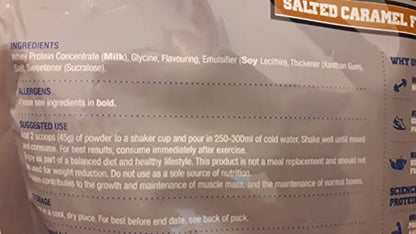 SALTED CARAMEL F
INGREDIENTS
Whey Protein Concentrate (Milk), Glycine, Flavouring, Emulsifier (Soy Lecithin), Thickener (Xanthan Gum),
Salt, Sweetener (Sucralose).
WHY U
ALLERGENS
Please see ingredients in bold.
SUGGESTED USE
Add 2 scoops (45g) of powder to a shaker cup and pour in 250-300ml of cold water. Shake well until mixed
and consume. For best results, consume immediately after exercise.
Enjoy as part of a balanced diet and healthy lifestyle. This product is not a meal replacement and should not
be used for weight reduction. Do not use as a sole source of nutrition.
contributes to the growth and maintenance of muscle mass, and the maintenance of normal bones.
SCIEN
PROTEI
STORAGE
in a cool, dry place. For best before end date, see back of pack.